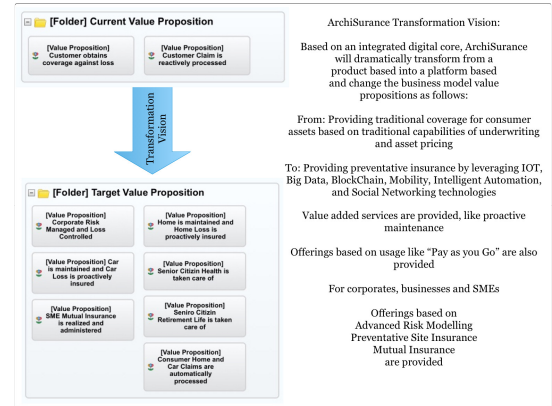 [Folder] Current Value Proposition
[Value Proposition]
Customer obtains
coverage against loss
[Value Proposition]
Customer Claim is
reactively processed
Transformation
Vision
[Folder] Target Value Proposition
[Value Proposition]
Corporate Risk
Managed and Loss
Controlled
[Value Proposition]
Home is maintained and
Home Loss is
proactively insured
[Value Proposition] Car
is maintained and Car
Loss is proactively
insured
[Value Proposition]
Senior Citizin Health is
taken care of
[Value Proposition]
SME Mutual Insurance
is realized and
administered
[Value Proposition]
Seniro Citizin
Retirement Life is taken
care of
[Value Proposition]
Consumer Home and
Car Claims are
automatically
processed
ArchiSurance Transformation Vision:
Based on an integrated digital core, ArchiSurance
will dramatically transform from a
product based into a platform based
and change the business model value
propositions as follows:
From: Providing traditional coverage for consumer
assets based on traditional capabilities of underwriting
and asset pricing
To: Providing preventative insurance by leveraging IOT,
Big Data, BlockChain, Mobility, Intelligent Automation,
and Social Networking technologies
Value added services are provided, like proactive
maintenance
Offerings based on usage like “Pay as you Go” are also
provided
For corporates, businesses and SMEs
Offerings based on
Advanced Risk Modelling
Preventative Site Insurance
Mutual Insurance
are provided